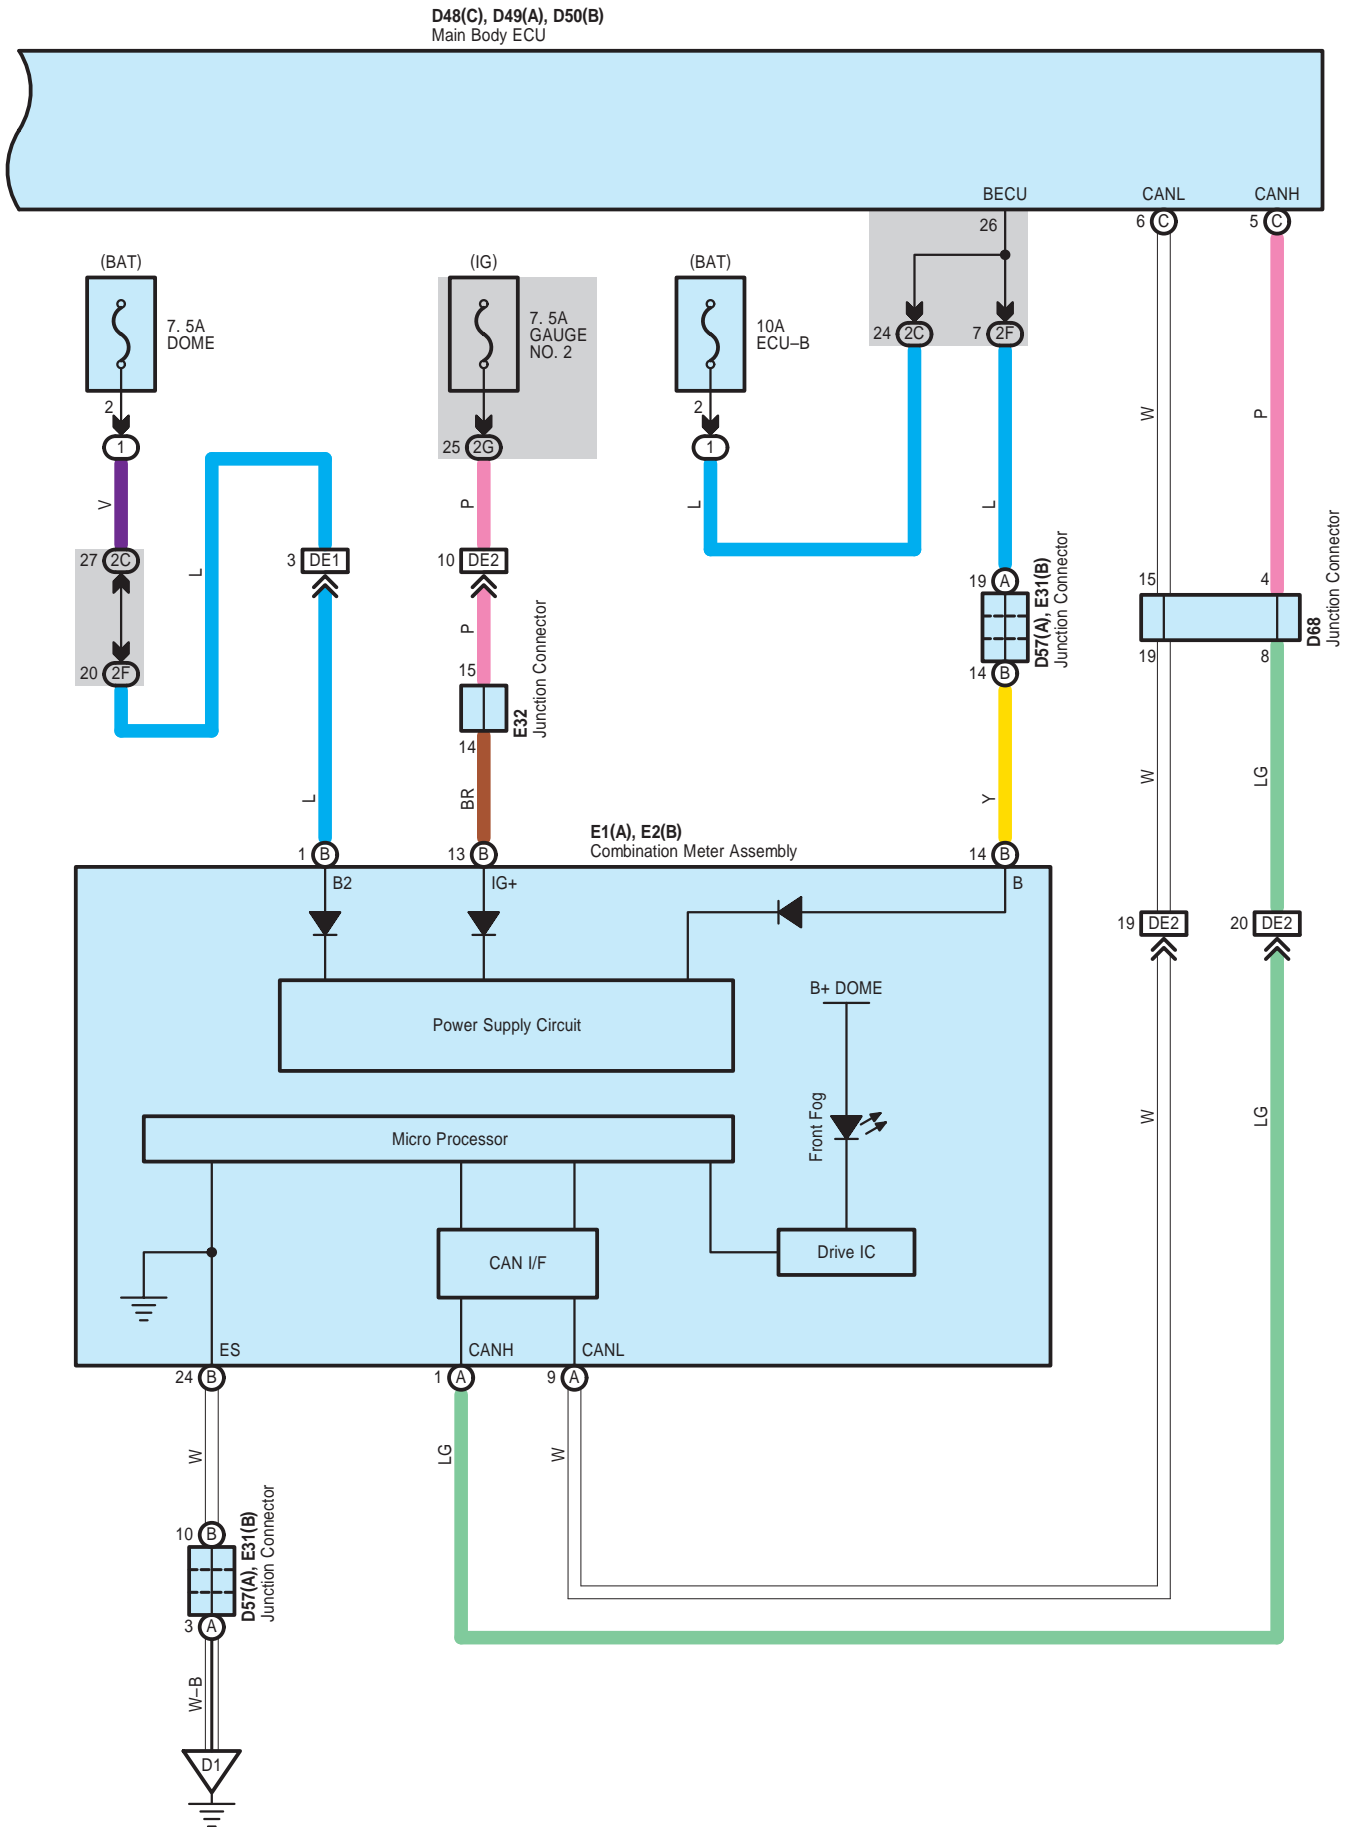 D48(C), D49(A), D50(B)
Main Body ECU
BECU
CANL
CANH
26
6 C
5 C
(BAT)
(IG)
(BAT)
7. 5A
DOME
7. 5A
GAUGE
NO. 2
10A
ECU–B
24 2C
7 2F
2
1
25 2G
2
1
W
P
V
L
P
L
L
27 2C
3 DE1
10 DE2
19 A
15
4
D57(A), E31(B)
Junction Connector
D68
Junction Connector
20 2F
P
15
E32
Junction Connector
14
14 B
19
8
L
BR
Y
W
LG
E1(A), E2(B)
Combination Meter Assembly
1 B
13 B
14 B
B2
IG+
B
19 DE2
20 DE2
B+ DOME
Power Supply Circuit
Front Fog
Micro Processor
W
LG
CAN I/F
Drive IC
ES
CANH
CANL
24 B
1 A
9 A
W
LG
W
10 B
D57(A), E31(B)
Junction Connector
3 A
W–B
D1